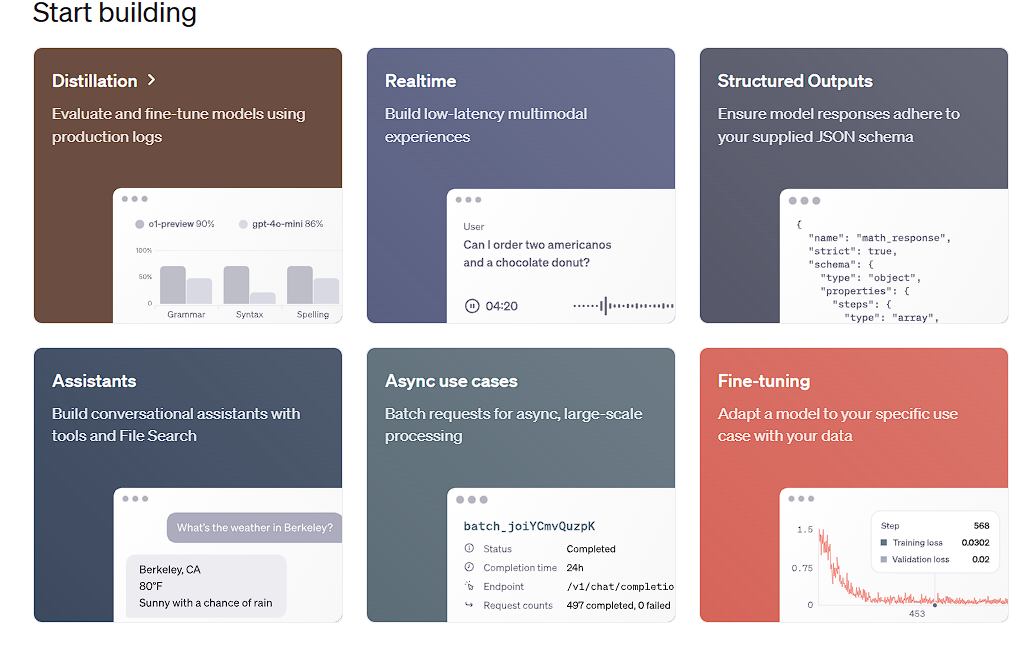 Start building
Distillation >
Evaluate and fine-tune models using
production logs
o1-preview 90% gpt-4o-mini 86%
100%
50%
0
Grammar Syntax Spelling
Realtime
Build low-latency multimodal
experiences
User
Can I order two americanos
and a chocolate donut?
04:20
Structured Outputs
Ensure model responses adhere to
your supplied JSON schema
{
"name": "math_response",
"strict": true,
"schema": {
"type": "object",
"properties": {
"steps": {
"type": "array",
Assistants
Build conversational assistants with
tools and File Search
What's the weather in Berkeley?
Berkeley, CA
80°F
Sunny with a chance of rain
Async use cases
Batch requests for async, large-scale
processing
batch_joiYCmvQuzpK
Status Completed
Completion time 24h
Endpoint /v1/chat/completio
Request counts 497 completed, 0 failed
Fine-tuning
Adapt a model to your specific use
case with your data
Step 568
Training loss 0.0302
Validation loss 0.02
1.5
0.75
0
453